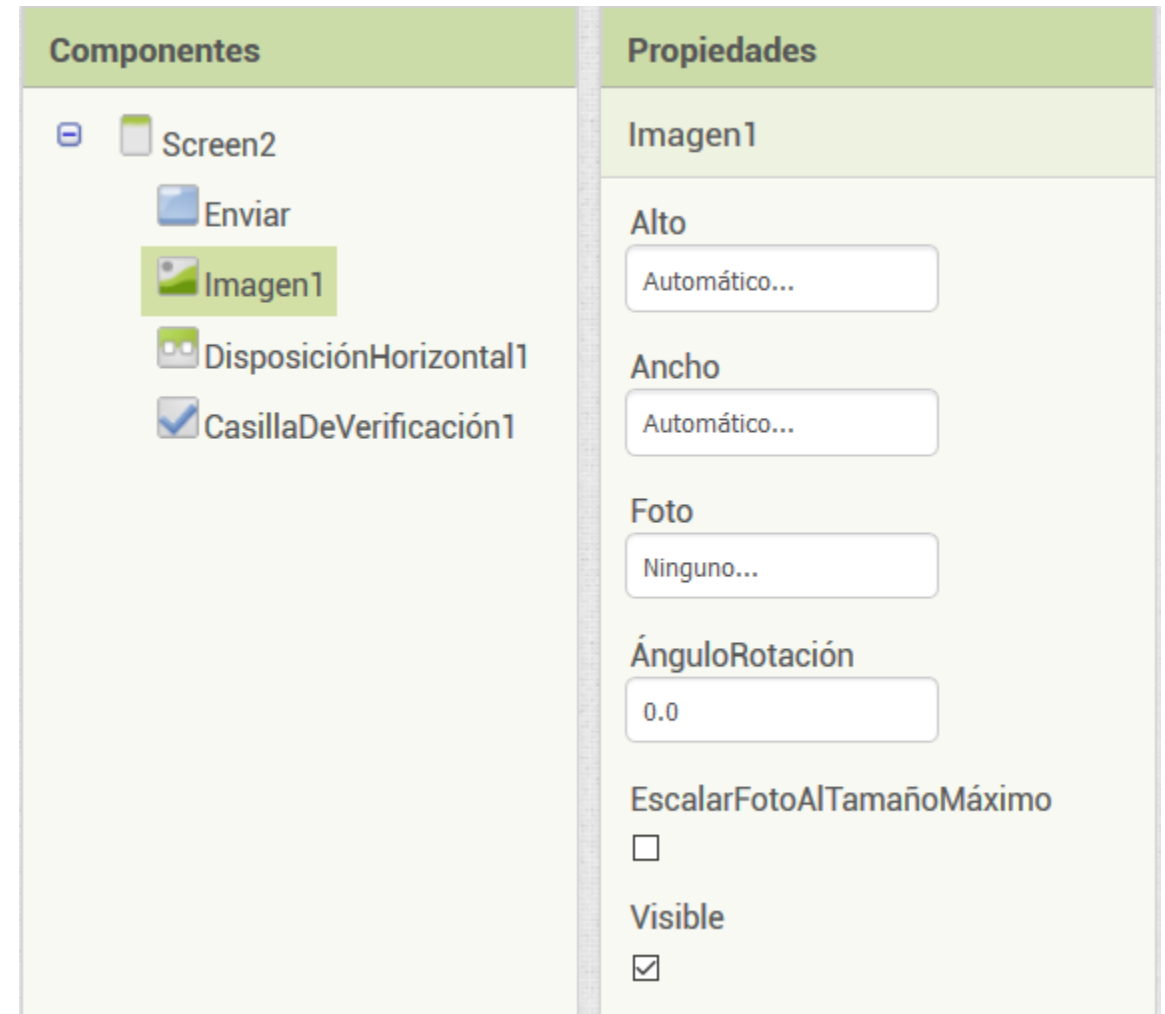 Componentes
Screen2
Enviar
Imagen1
DisposiciónHorizontal1
CasillaDeVerificación1
Propiedades
Imagen1
Alto
Automático...
Ancho
Automático...
Foto
Ninguno...
ÁnguloRotación
0.0
EscalarFotoAlTamañoMáximo
Visible